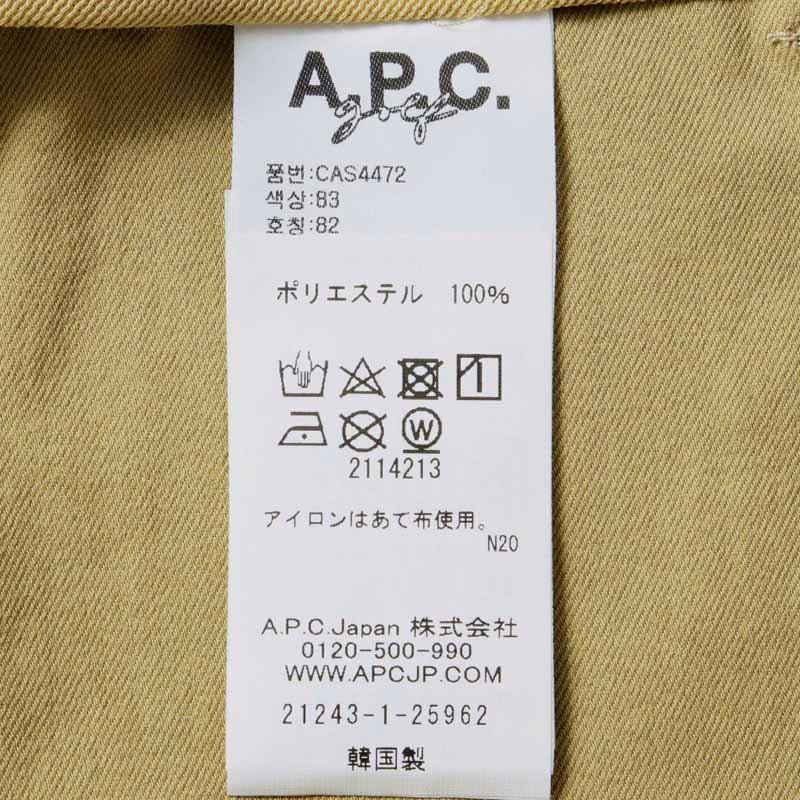 A.P.C.
golf
품번:CAS4472
색상:83
호칭:82
ポリエステル 100%
W
2114213
アイロンはあて布使用。
N20
A.P.C.Japan 株式会社
0120-500-990
WWW.APCJP.COM
21243-1-25962
韓国製